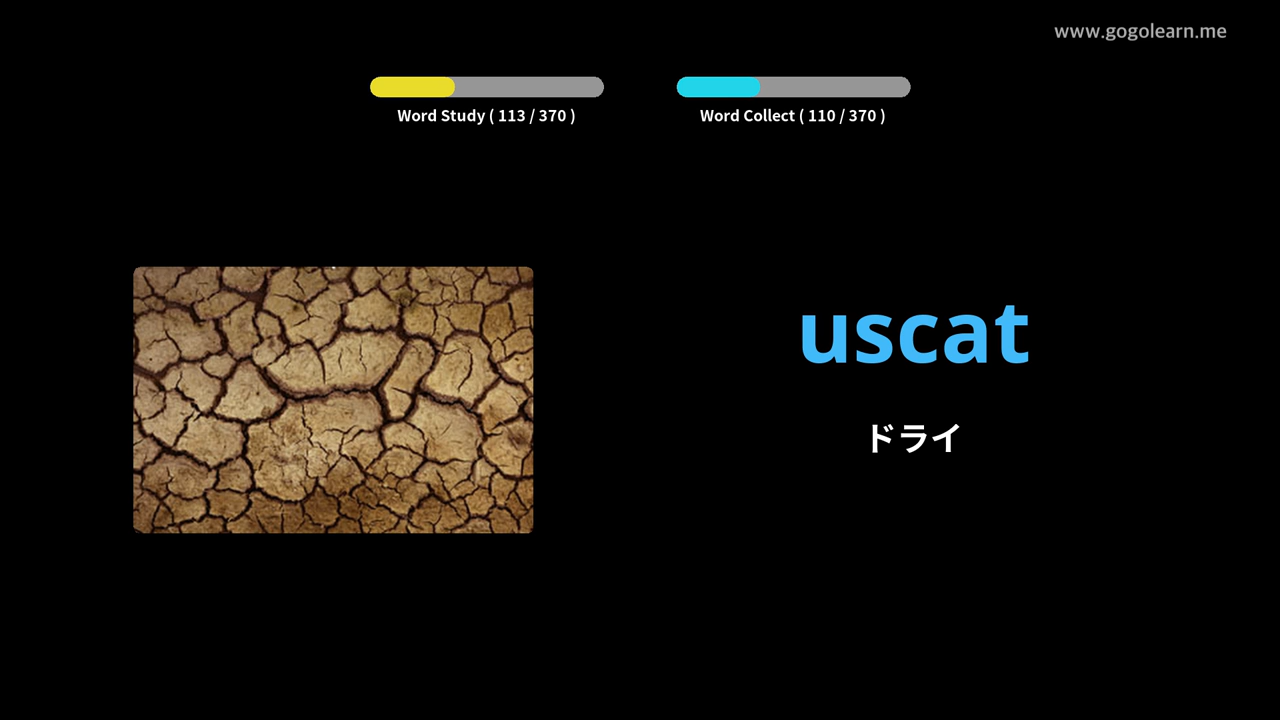 www.gogolearn.me
Word Study ( 113 / 370 )
Word Collect ( 110 / 370 )
uscat
ドライ